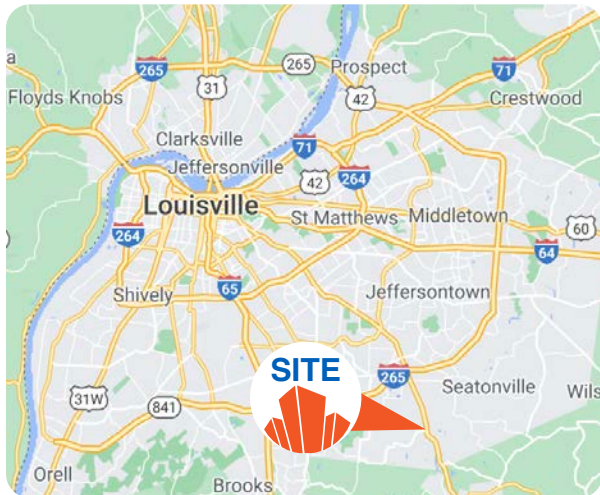 a
265
31
265
Prospect
71
Floyds Knobs
42
Crestwood
Clarksville
71
Jeffersonville
42
264
Louisville
St Matthews
Middletown
60
264
64
65
Shively
Jeffersontown
SITE
265
Seatonville
Wils
31W
841
Orell
Brooks